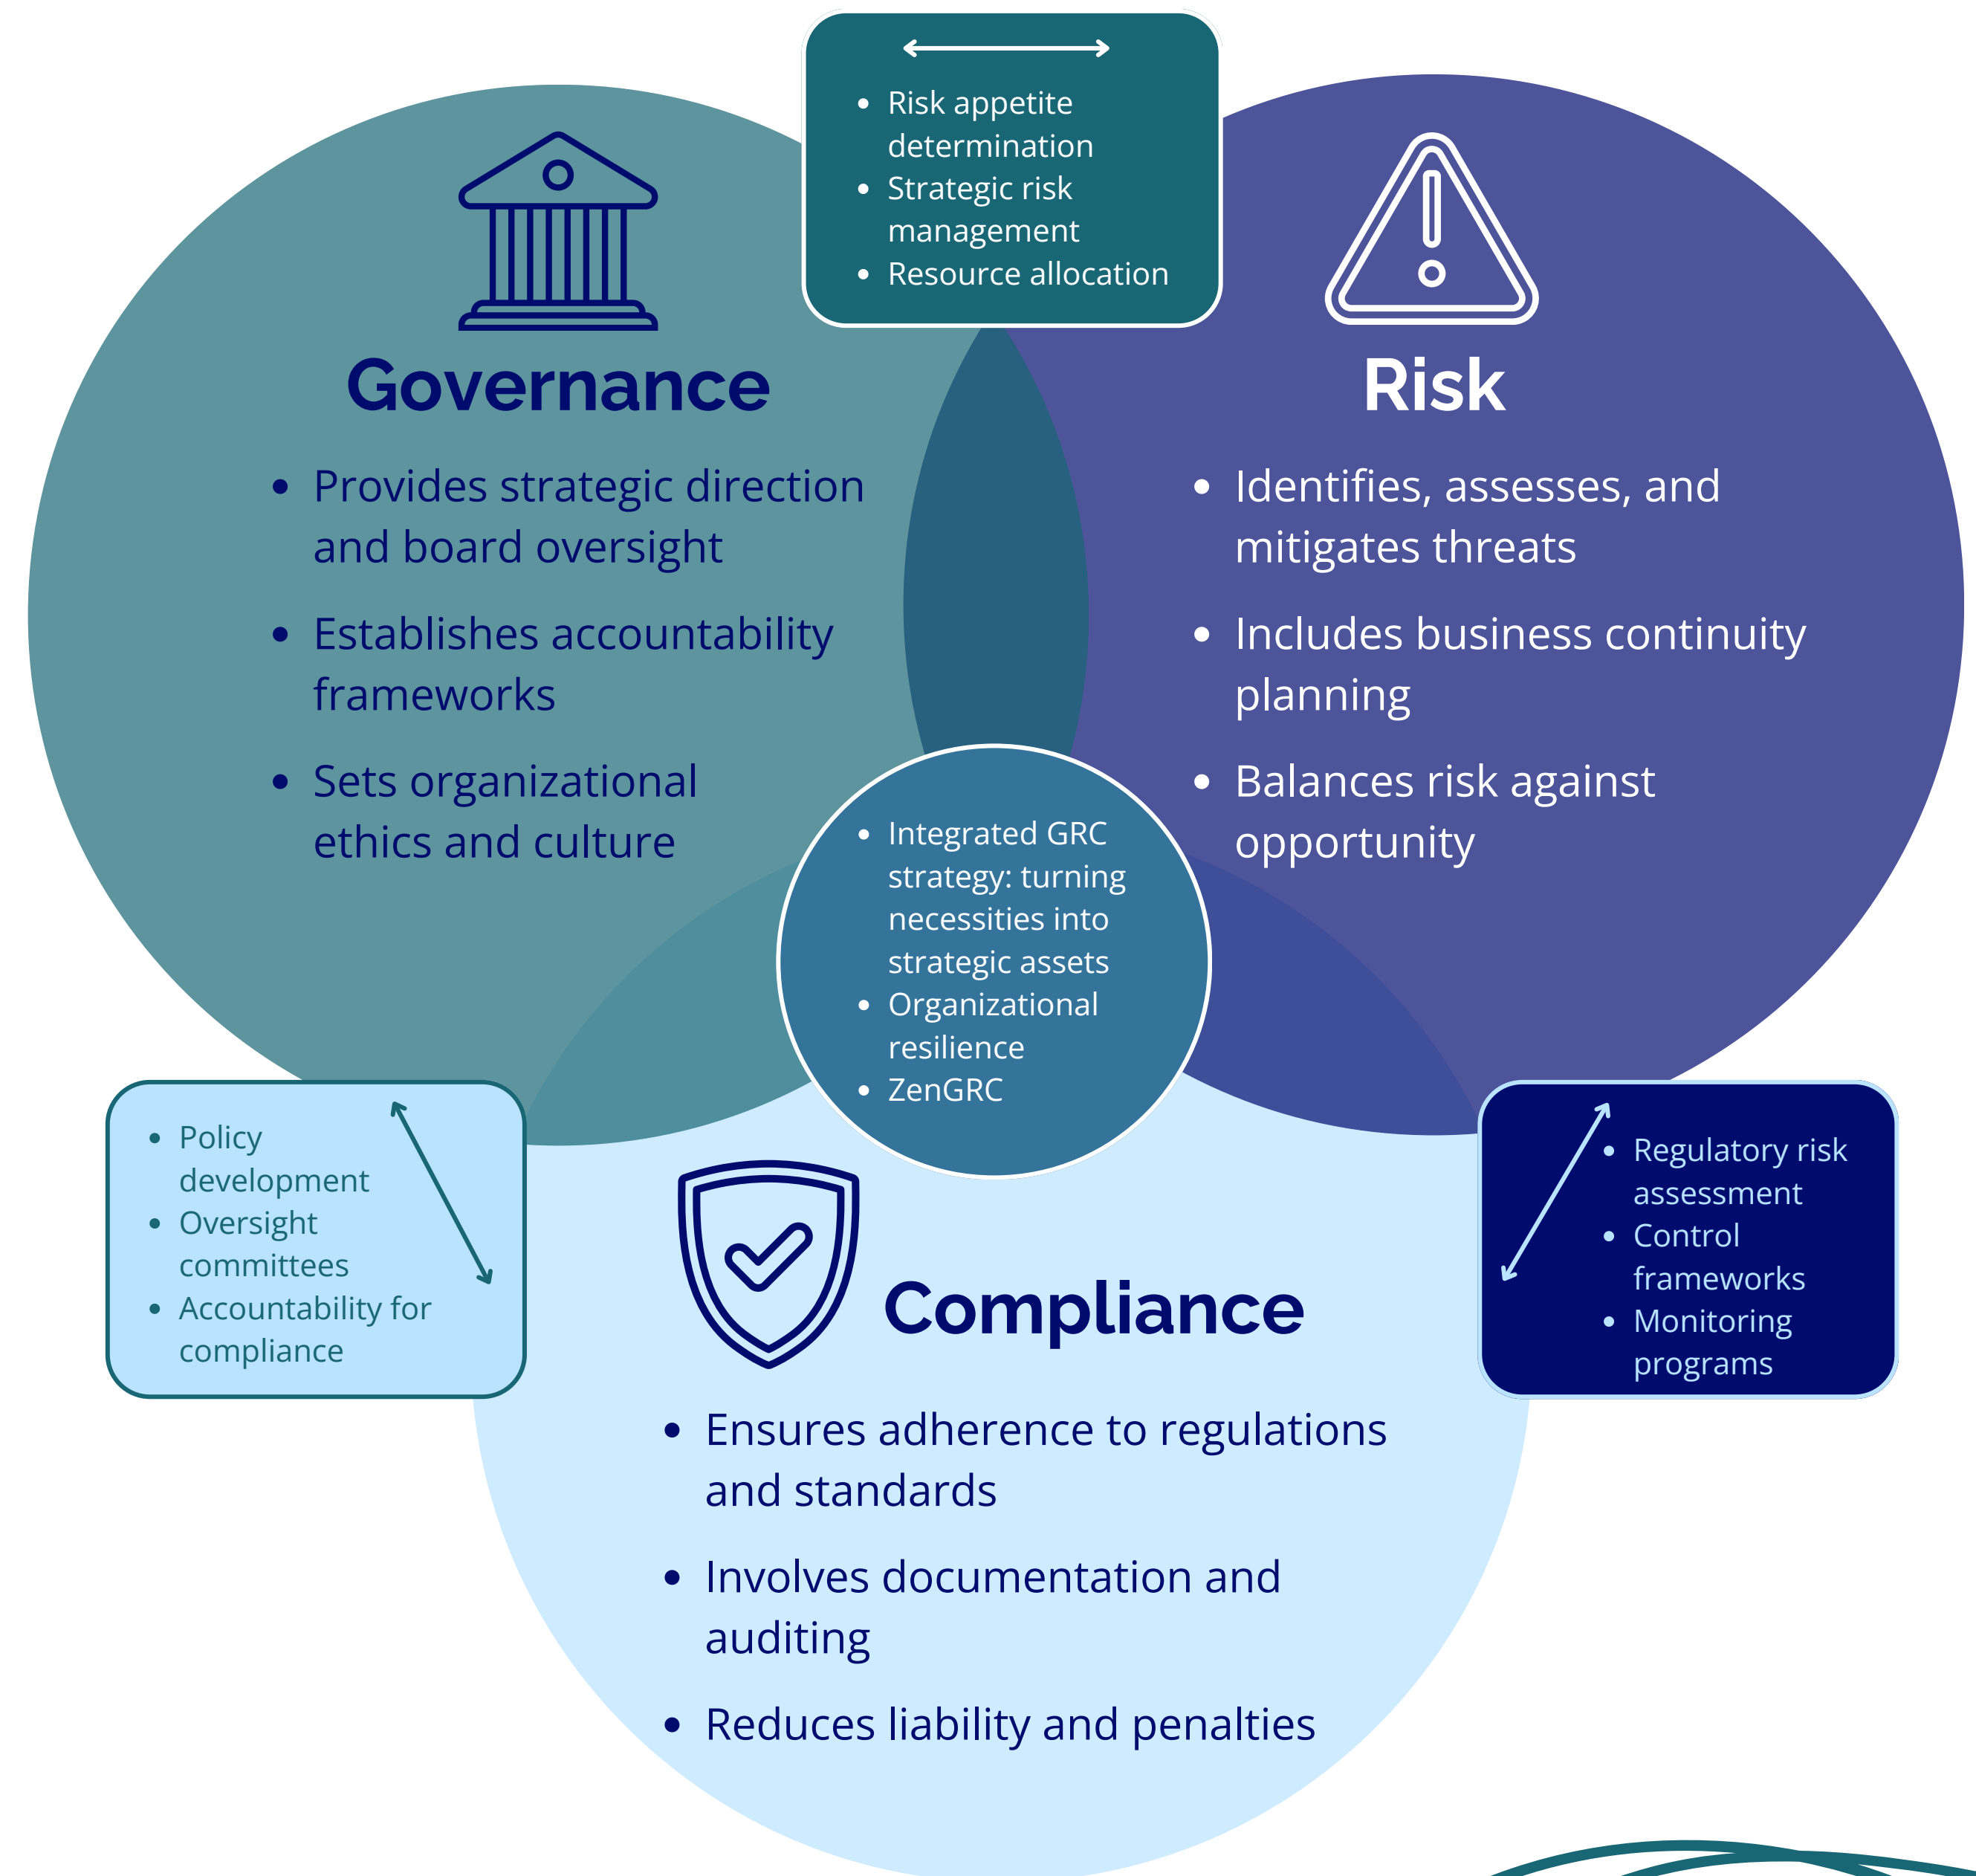 • Risk appetite
determination
• Strategic risk
management
• Resource allocation
Governance
• Provides strategic direction
and board oversight
• Establishes accountability
frameworks
• Sets organizational
ethics and culture
Risk
• Identifies, assesses, and
mitigates threats
• Includes business continuity
planning
• Balances risk against
opportunity
• Integrated GRC
strategy: turning
necessities into
strategic assets
• Organizational
resilience
• ZenGRC
• Policy
development
• Oversight
committees
• Accountability for
compliance
• Regulatory risk
assessment
• Control
frameworks
• Monitoring
programs
Compliance
• Ensures adherence to regulations
and standards
• Involves documentation and
auditing
• Reduces liability and penalties